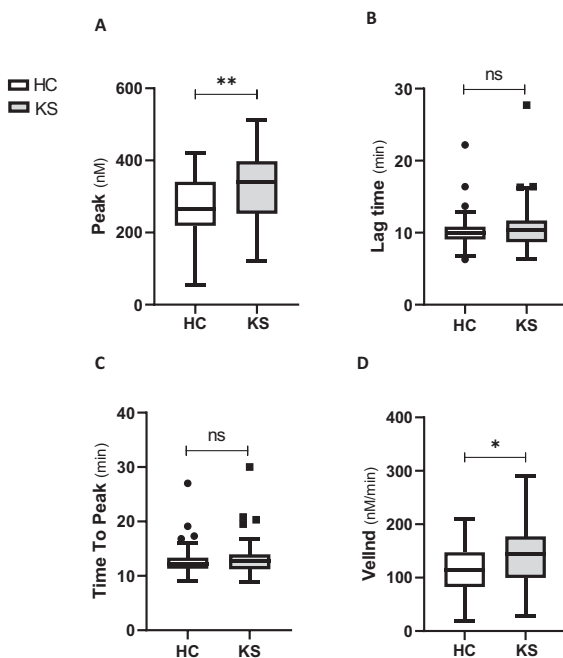 A
B
HC
KS
**
ns
600
400
200
0
Peak (nM)
HC KS
30
20
10
0
Lag time (min)
HC KS
C
D
ns
*
40
30
20
10
0
Time To Peak (min)
HC KS
400
300
200
100
0
VelInd (nM/min)
HC KS